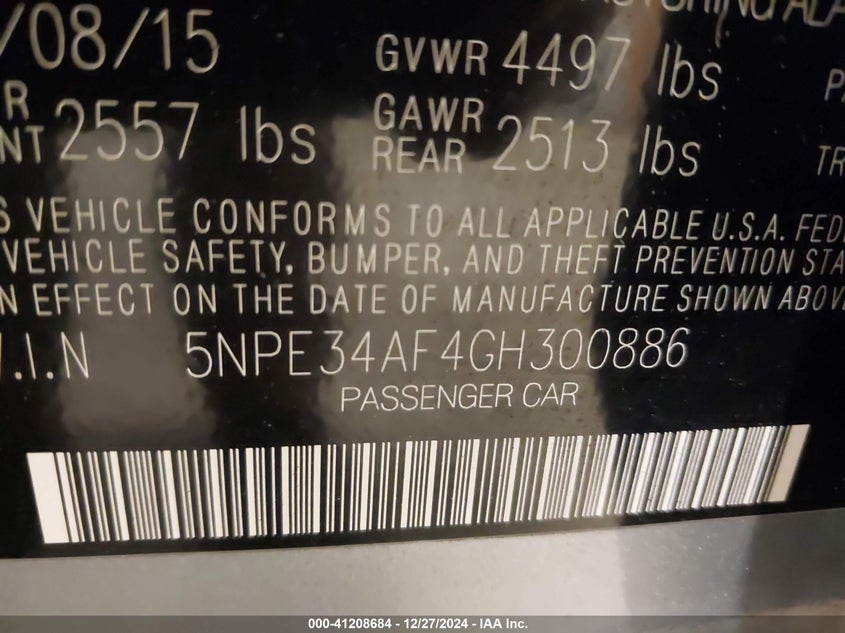 /08/15 GVWR 4497 lbs
R GAWR
NT 2557 lbs REAR 2513 lbs TR
S VEHICLE CONFORMS TO ALL APPLICABLE U.S.A. FED
VEHICLE SAFETY, BUMPER, AND THEFT PREVENTION STA
N EFFECT ON THE DATE OF MANUFACTURE SHOWN ABOV
.I.N 5NPE34AF4GH300886
PASSENGER CAR
000-41208684 - 12/27/2024 - IAA Inc.